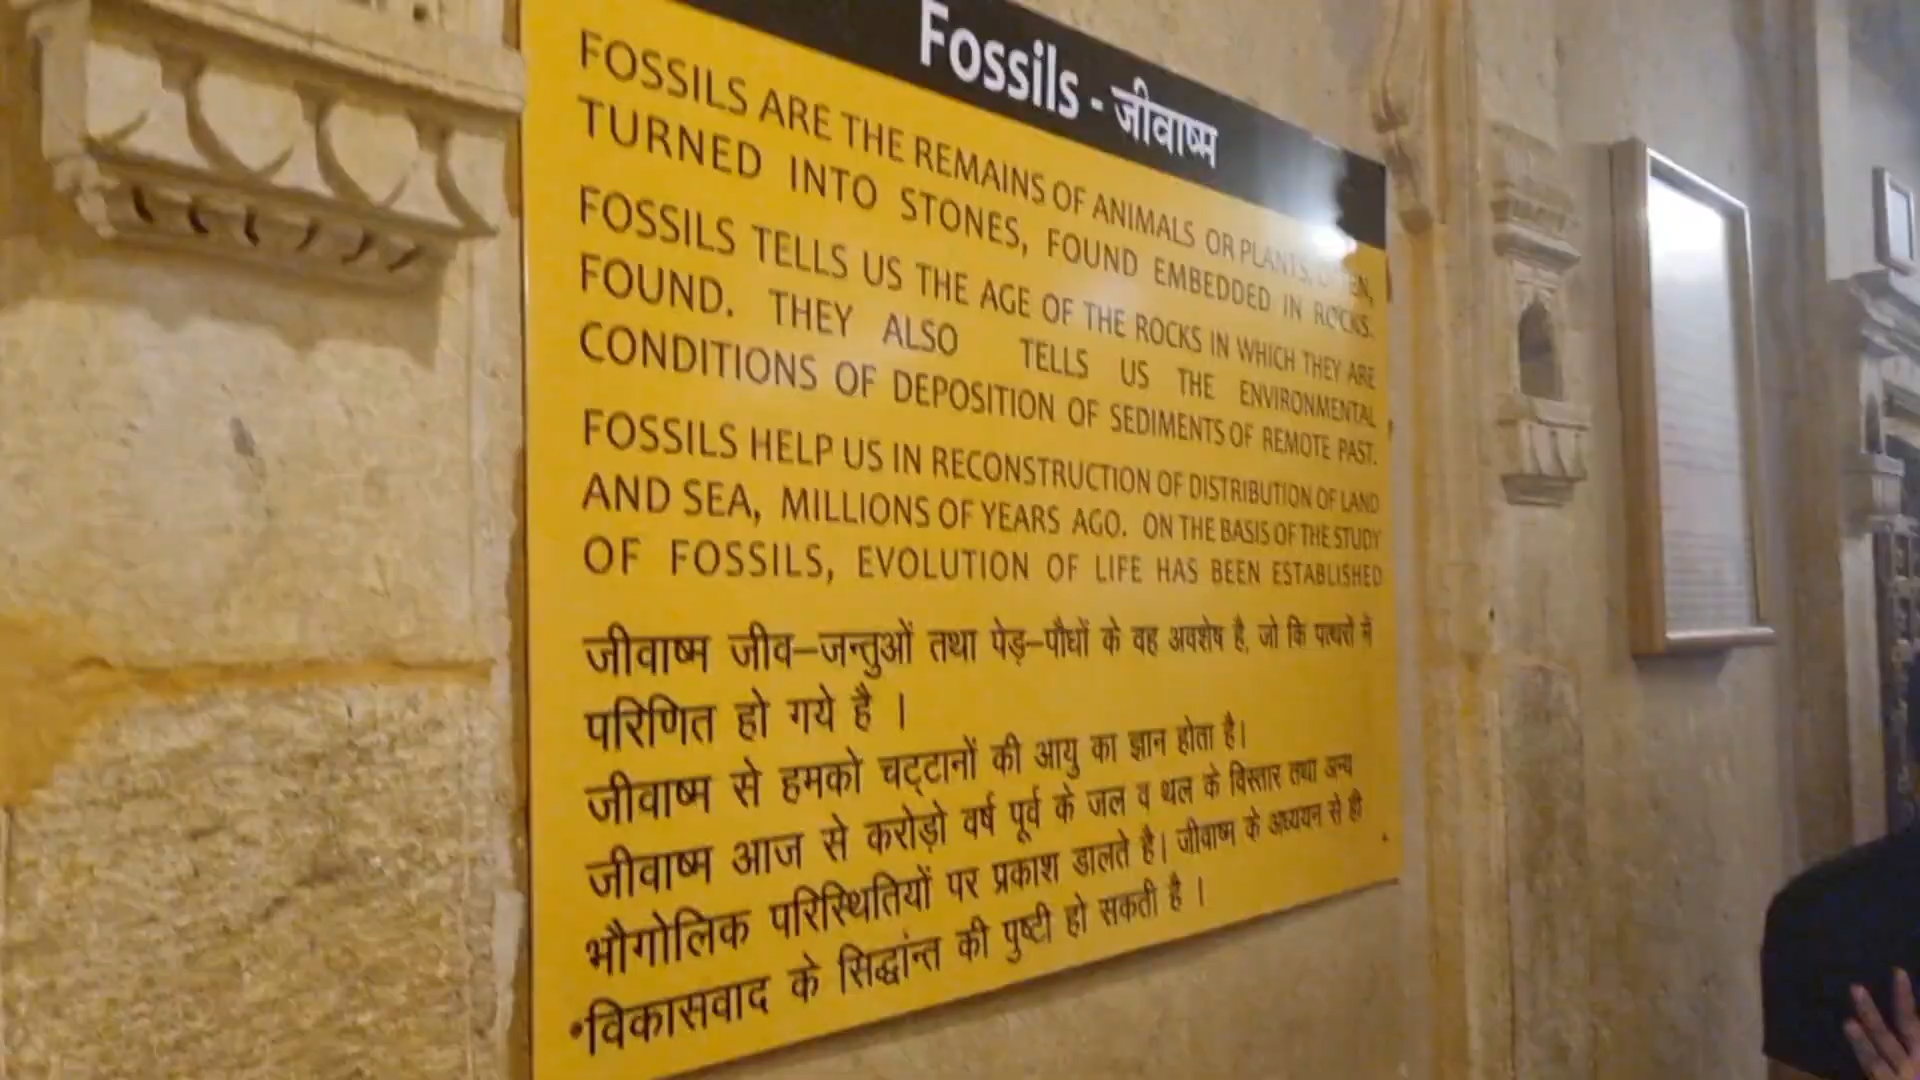 Fossils - जीवाष्म
FOSSILS ARE THE REMAINS OF ANIMALS OR PLANTS,
TURNED INTO STONES, FOUND EMBEDDED IN ROCKS.
FOSSILS TELLS US THE AGE OF THE ROCKS IN WHICH THEY ARE
FOUND. THEY ALSO TELLS US THE ENVIRONMENTAL
CONDITIONS OF DEPOSITION OF SEDIMENTS OF REMOTE PAST.
FOSSILS HELP US IN RECONSTRUCTION OF DISTRIBUTION OF LAND
AND SEA, MILLIONS OF YEARS AGO. ON THE BASIS OF THE STUDY
OF FOSSILS, EVOLUTION OF LIFE HAS BEEN ESTABLISHED
जीवाष्म जीव–जन्तुओं तथा पेड़–पौधों के वह अवशेष है, जो कि पत्थरों में
परिणित हो गये है ।
जीवाष्म से हमको चट्टानों की आयु का ज्ञान होता है।
जीवाष्म आज से करोड़ो वर्ष पूर्व के जल व थल के विस्तार तथा अन्य
भौगोलिक परिस्थितियों पर प्रकाश डालते है। जीवाष्म के अध्ययन से ही
विकासवाद के सिद्धांन्त की पुष्टी हो सकती है ।